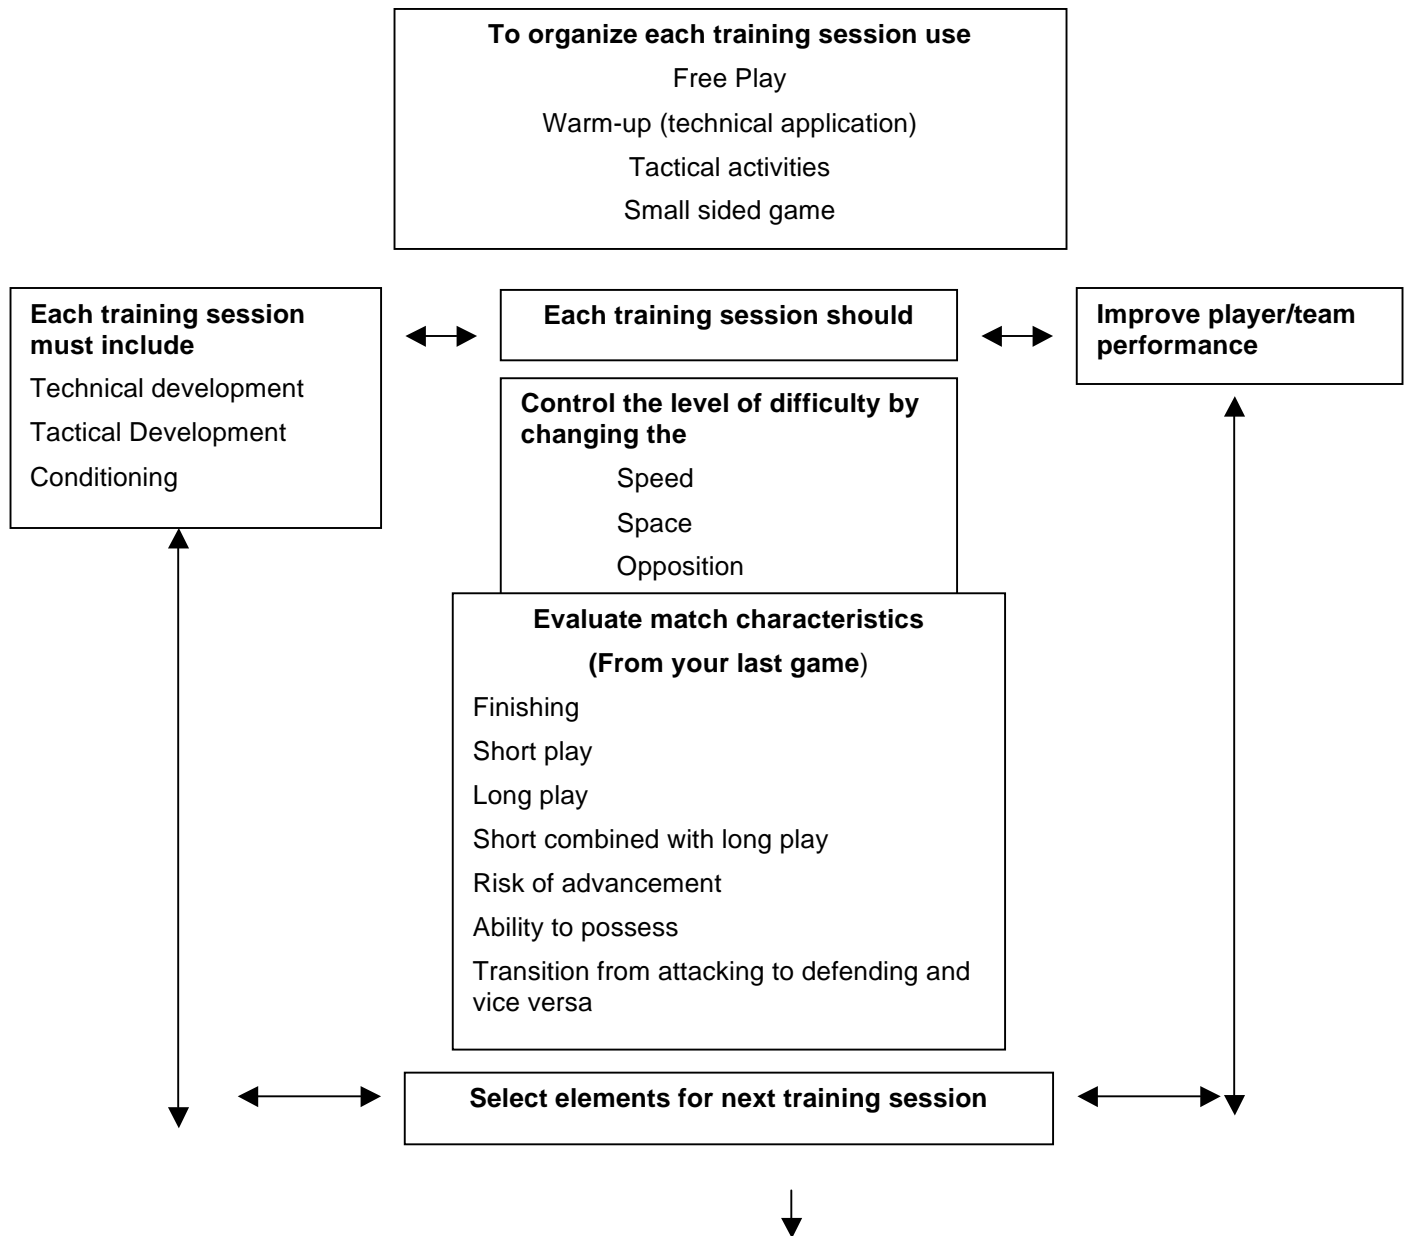 To organize each training session use
Free Play
Warm-up (technical application)
Tactical activities
Small sided game
Each training session
must include
Technical development
Tactical Development
Conditioning
Each training session should
Improve player/team
performance
Control the level of difficulty by
changing the
Speed
Space
Opposition
Evaluate match characteristics
(From your last game)
Finishing
Short play
Long play
Short combined with long play
Risk of advancement
Ability to possess
Transition from attacking to defending and
vice versa
Select elements for next training session